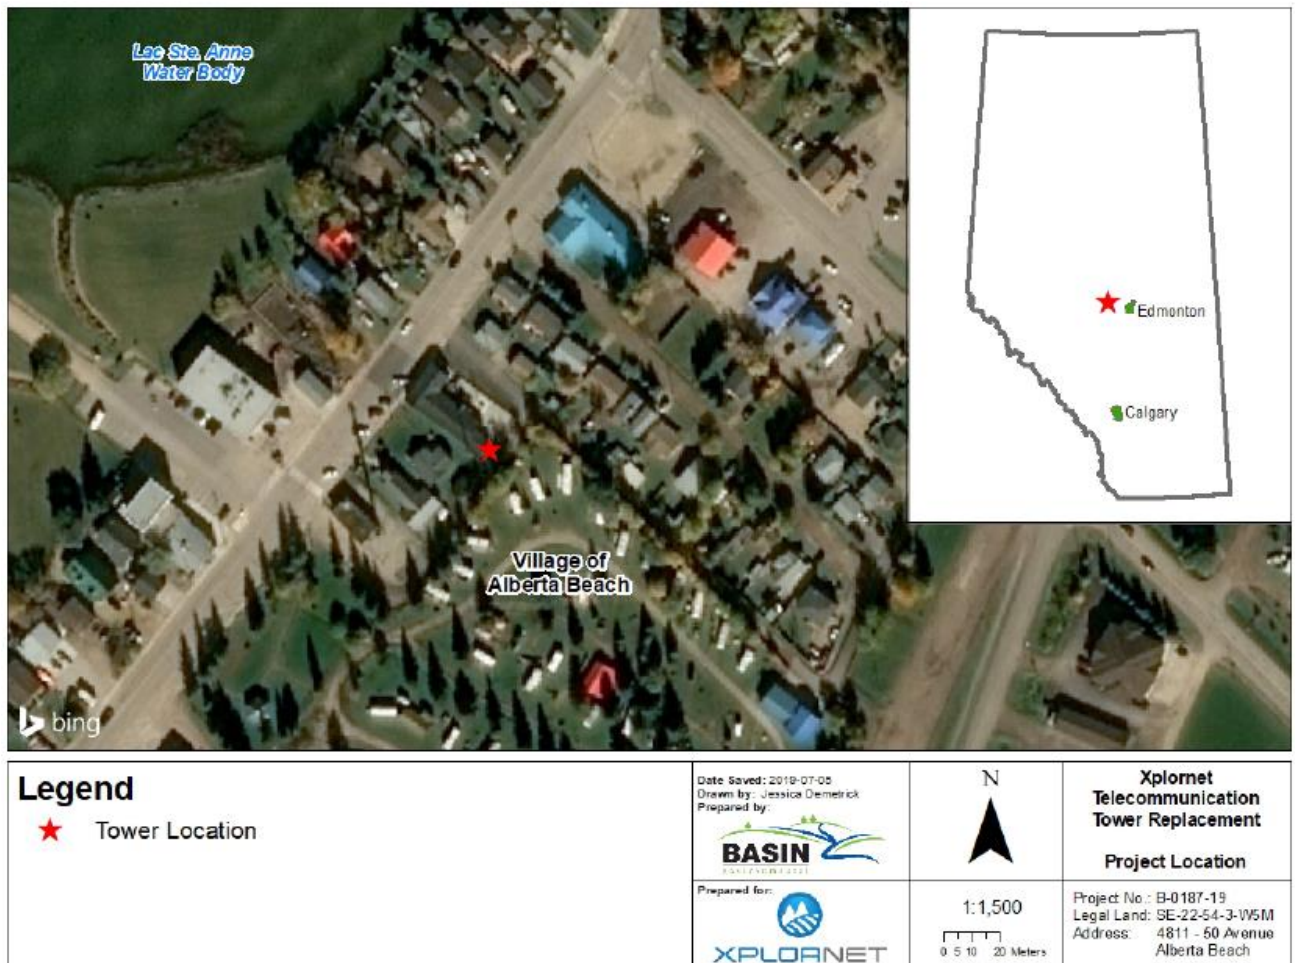 Lac Ste. Anne
Water Body
Edmonton
Calgary
Village of
Alberta Beach
bing
Legend
Tower Location
Date Saved: 2019-07-08
Drawn by: Jessica Demetrick
Prepared by:
BASIN
Prepared for:
XPLORNET
N
1:1,500
0 5 10 20 Meters
Xplornet
Telecommunication
Tower Replacement
Project Location
Project No.: B-0187-19
Legal Land: SE-22-54-3-W5M
Address: 4811 - 50 Avenue
Alberta Beach